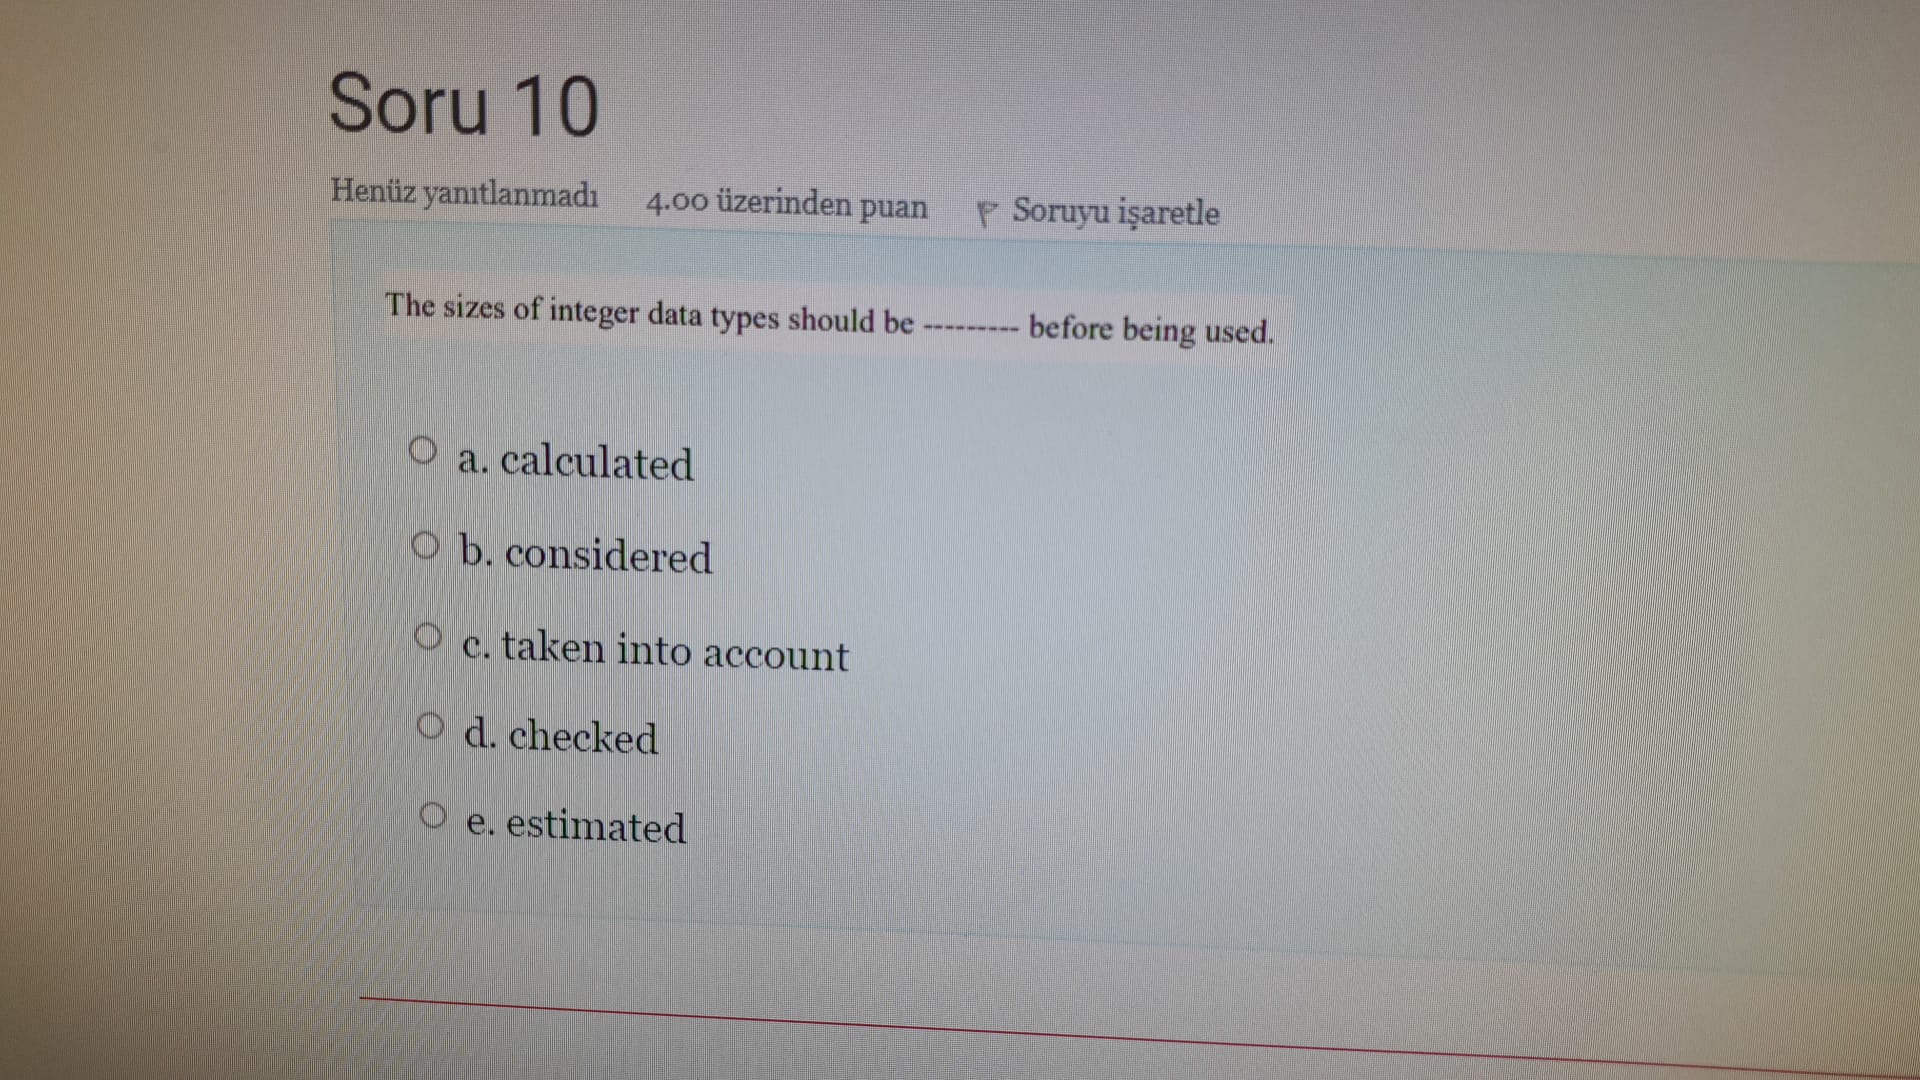 Soru 10
Henüz yanıtlanmadı 4.00 üzerinden puan Soruyu işaretle
The sizes of integer data types should be --------- before being used.
a. calculated
b. considered
c. taken into account
d. checked
e. estimated